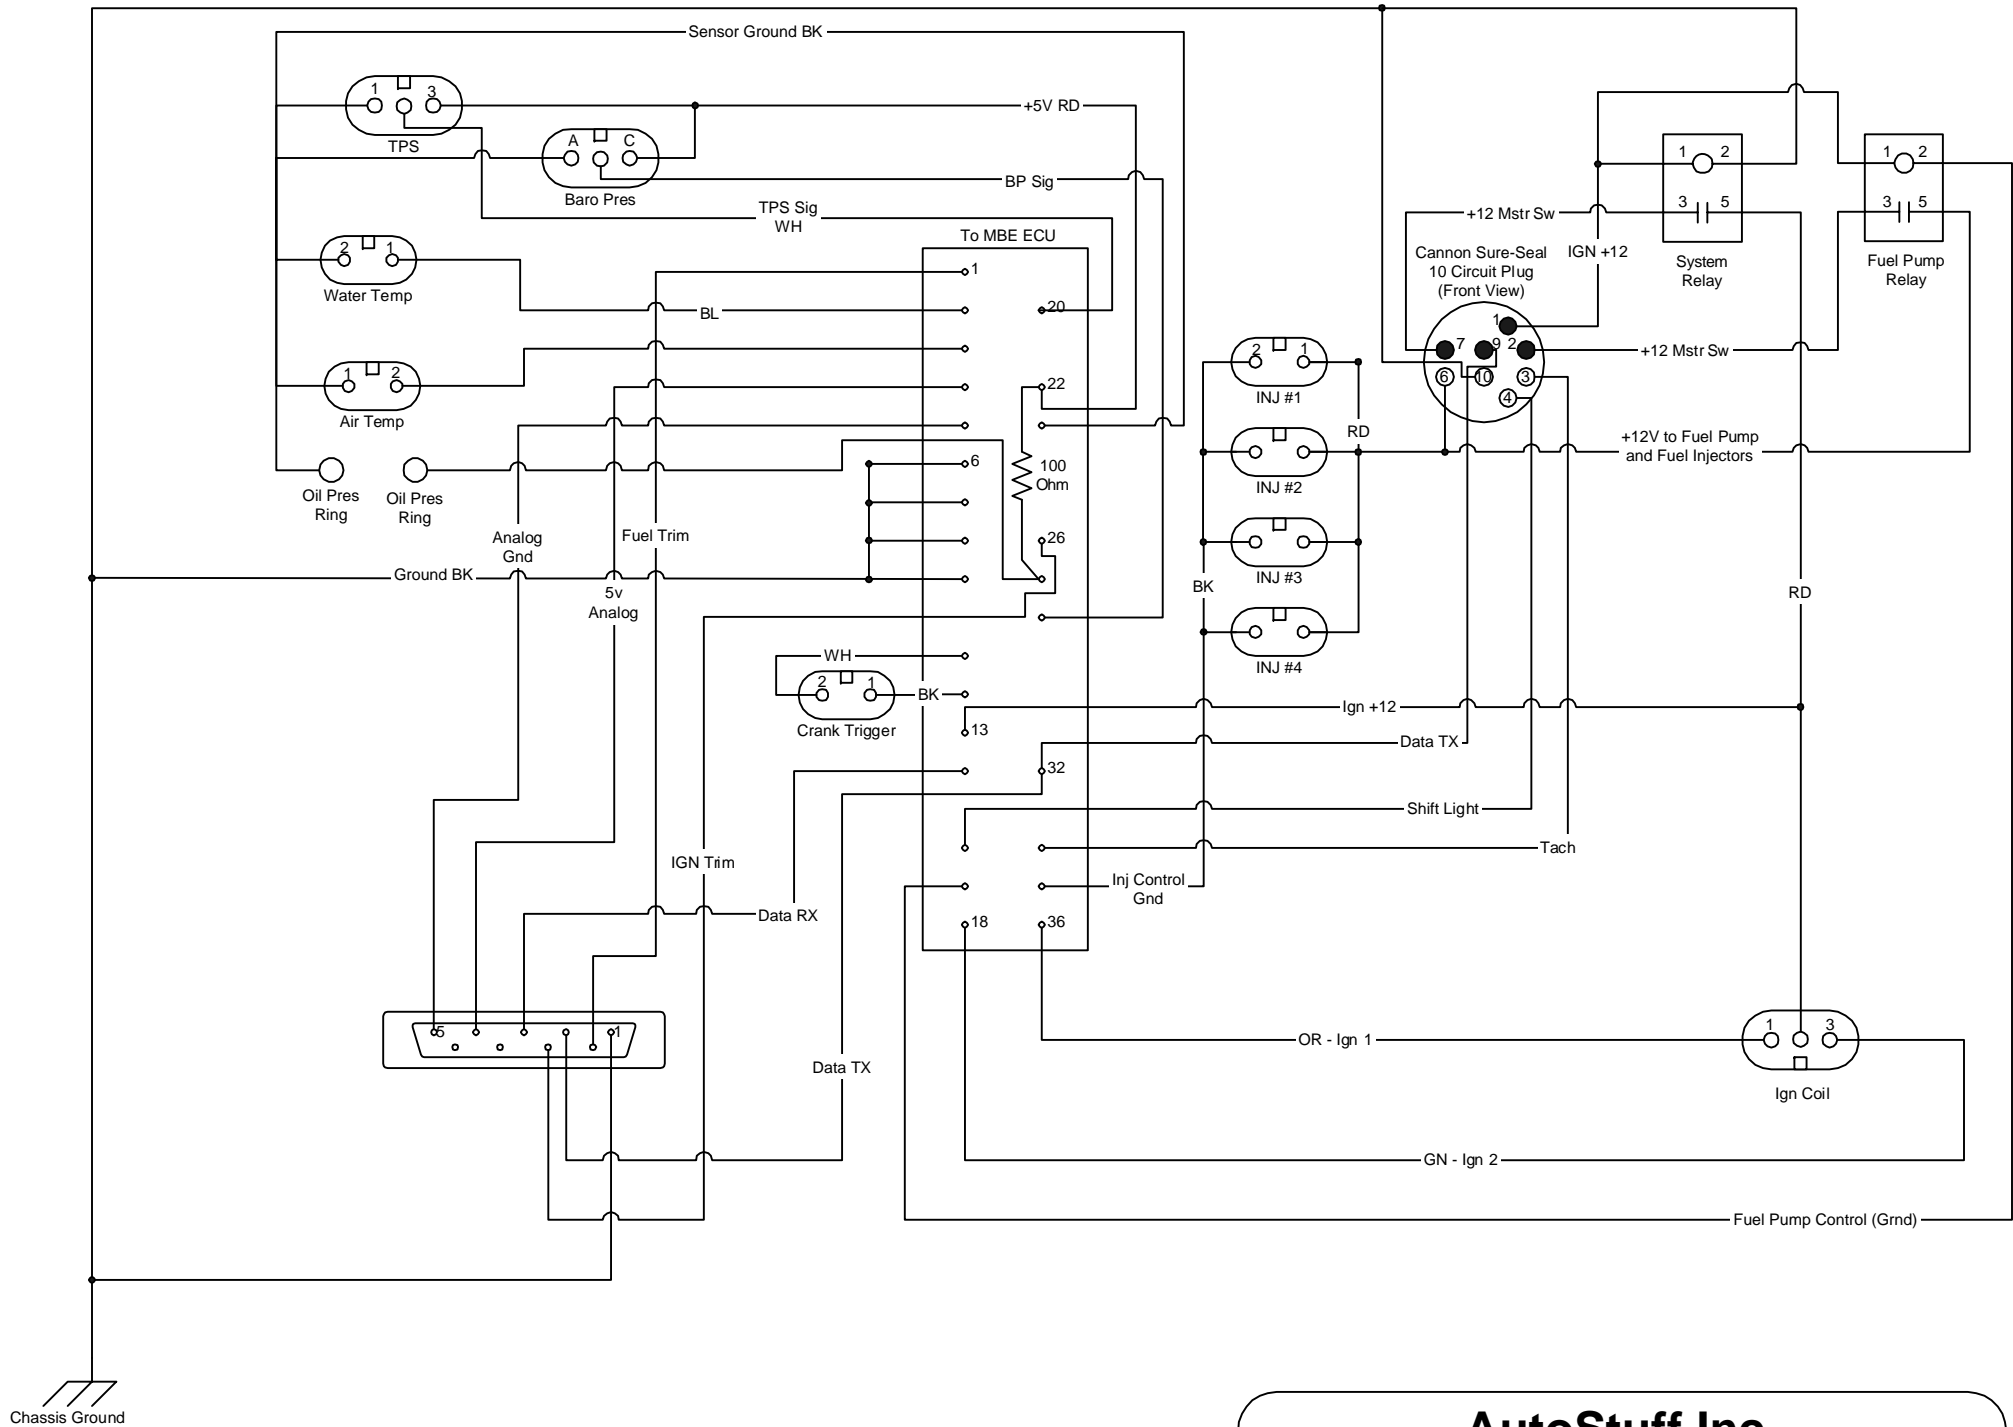 Sensor Ground BK
1 3
TPS
+5V RD
A C
Baro Pres
BP Sig
TPS Sig
WH
To MBE ECU
2 1
Water Temp
BL
1 2
Air Temp
Oil Pres
Ring
Oil Pres
Ring
Analog
Gnd
Fuel Trim
Ground BK
5v
Analog
1
20
22
6
100
Ohm
26
13
32
18
36
WH
2 1
BK
Crank Trigger
IGN Trim
Data RX
Data TX
5 1
Chassis Ground
2 1
INJ #1
INJ #2
INJ #3
INJ #4
RD
BK
+12 Mstr Sw
IGN +12
Cannon Sure-Seal
10 Circuit Plug
(Front View)
1
7 9 2
6 10 3
4
1 2
3 5
System
Relay
1 2
3 5
Fuel Pump
Relay
+12 Mstr Sw
+12V to Fuel Pump
and Fuel Injectors
RD
Ign +12
Data TX
Shift Light
Tach
Inj Control
Gnd
OR - Ign 1
1 3
Ign Coil
GN - Ign 2
Fuel Pump Control (Grnd)
AutoStuff Inc